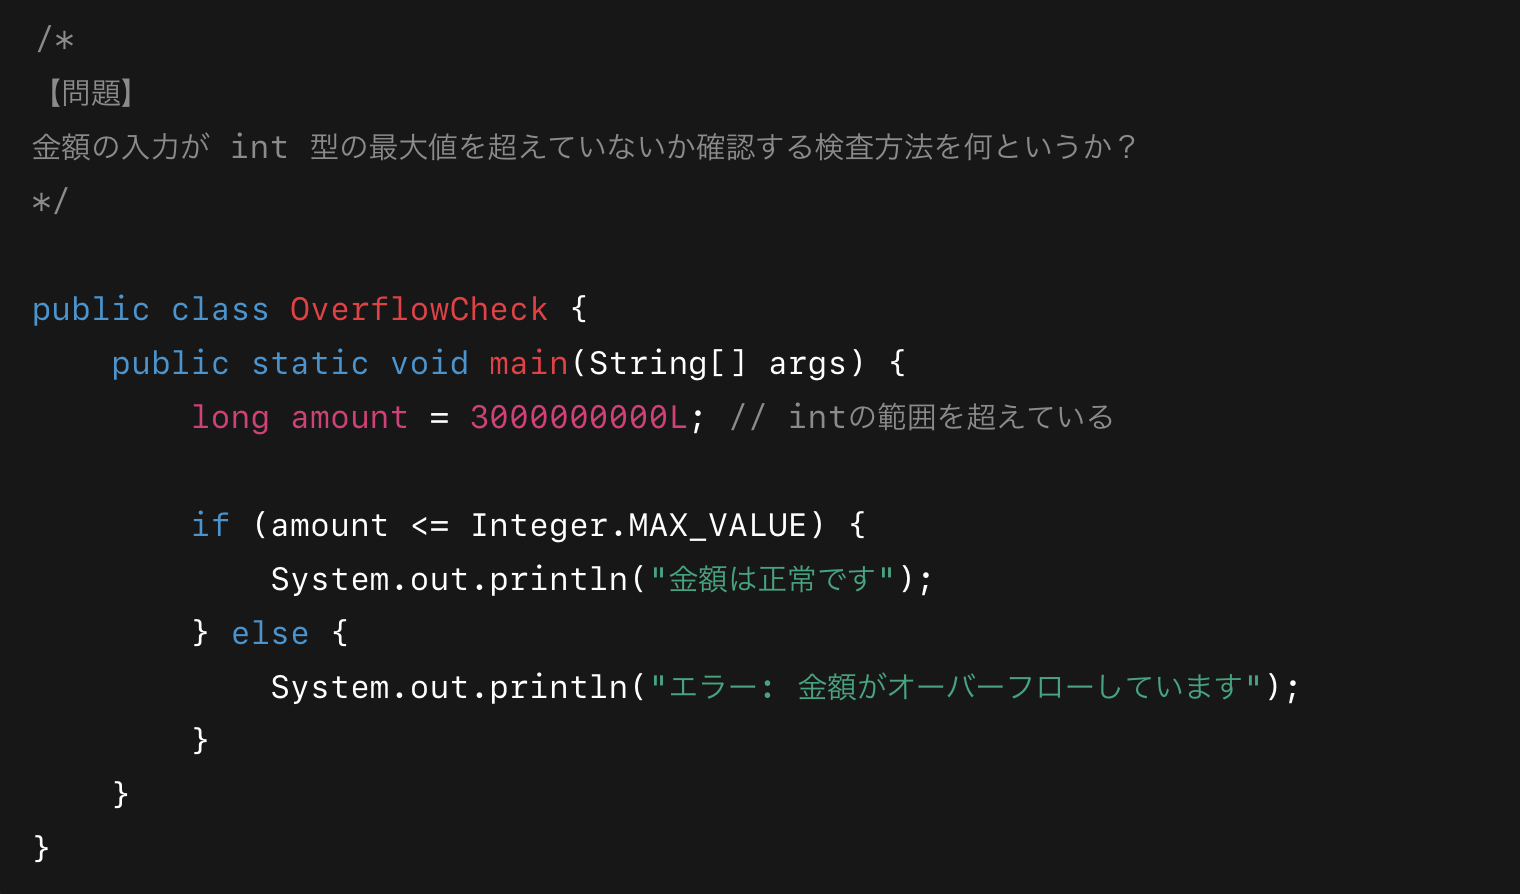 /*
【問題】
金額の入力が int 型の最大値を超えていないか確認する検査方法を何というか？
*/
public class OverflowCheck {
    public static void main(String[] args) {
        long amount = 3000000000L; // intの範囲を超えている
        if (amount <= Integer.MAX_VALUE) {
            System.out.println("金額は正常です");
        } else {
            System.out.println("エラー: 金額がオーバーフローしています");
        }
    }
}